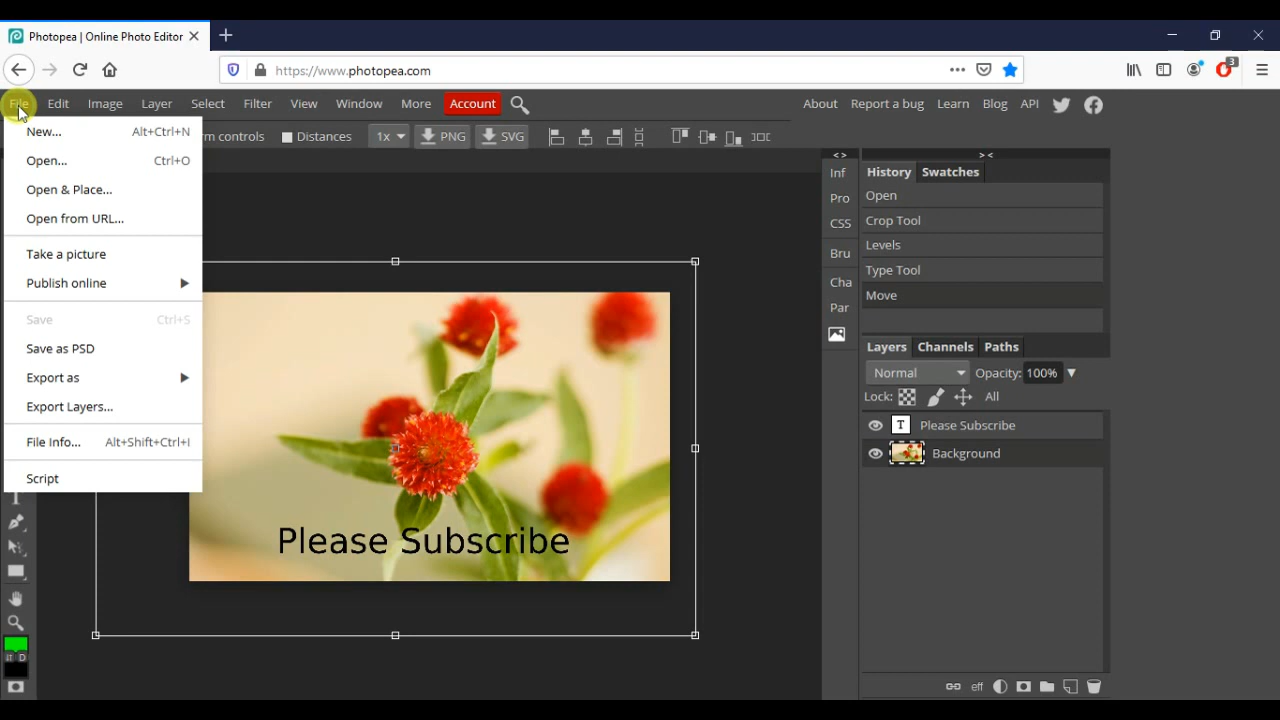 Photopea | Online Photo Editor
https://www.photopea.com
3
File Edit Image Layer Select Filter View Window More Account
About Report a bug Learn Blog API
rm controls Distances 1x PNG SVG
New... Alt+Ctrl+N
Open... Ctrl+O
Open & Place...
Open from URL...
Take a picture
Publish online
Save Ctrl+S
Save as PSD
Export as
Export Layers...
File Info... Alt+Shift+Ctrl+I
Script
Please Subscribe
< >
Inf
Pro
CSS
Bru
Cha
Par
> <
History Swatches
Open
Crop Tool
Levels
Type Tool
Move
Layers Channels Paths
Normal Opacity: 100%
Lock: All
T Please Subscribe
Background
eff
T
D